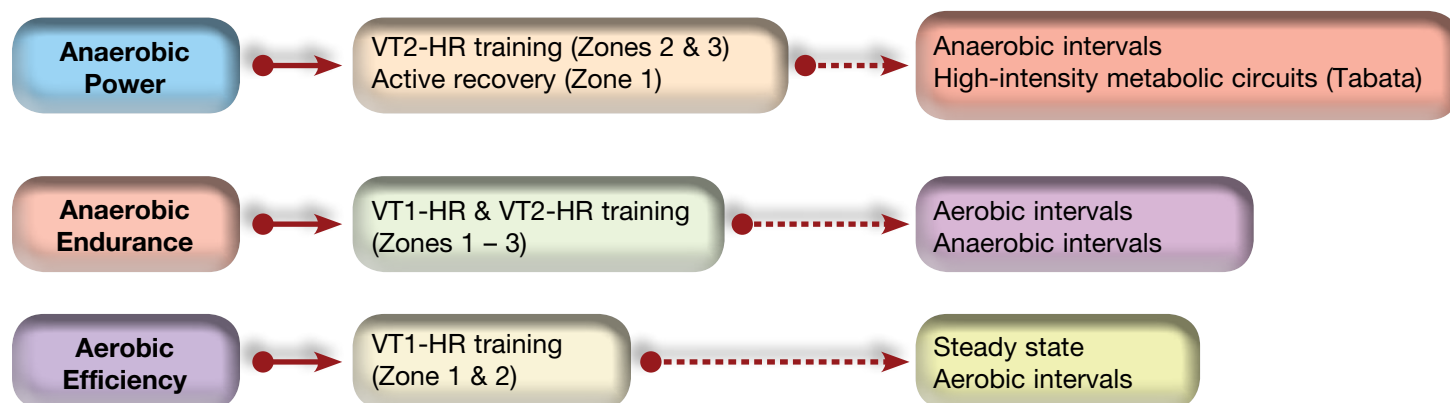 Anaerobic
Power
VT2-HR training (Zones 2 & 3)
Active recovery (Zone 1)
Anaerobic intervals
High-intensity metabolic circuits (Tabata)
Anaerobic
Endurance
VT1-HR & VT2-HR training
(Zones 1 – 3)
Aerobic intervals
Anaerobic intervals
Aerobic
Efficiency
VT1-HR training
(Zone 1 & 2)
Steady state
Aerobic intervals